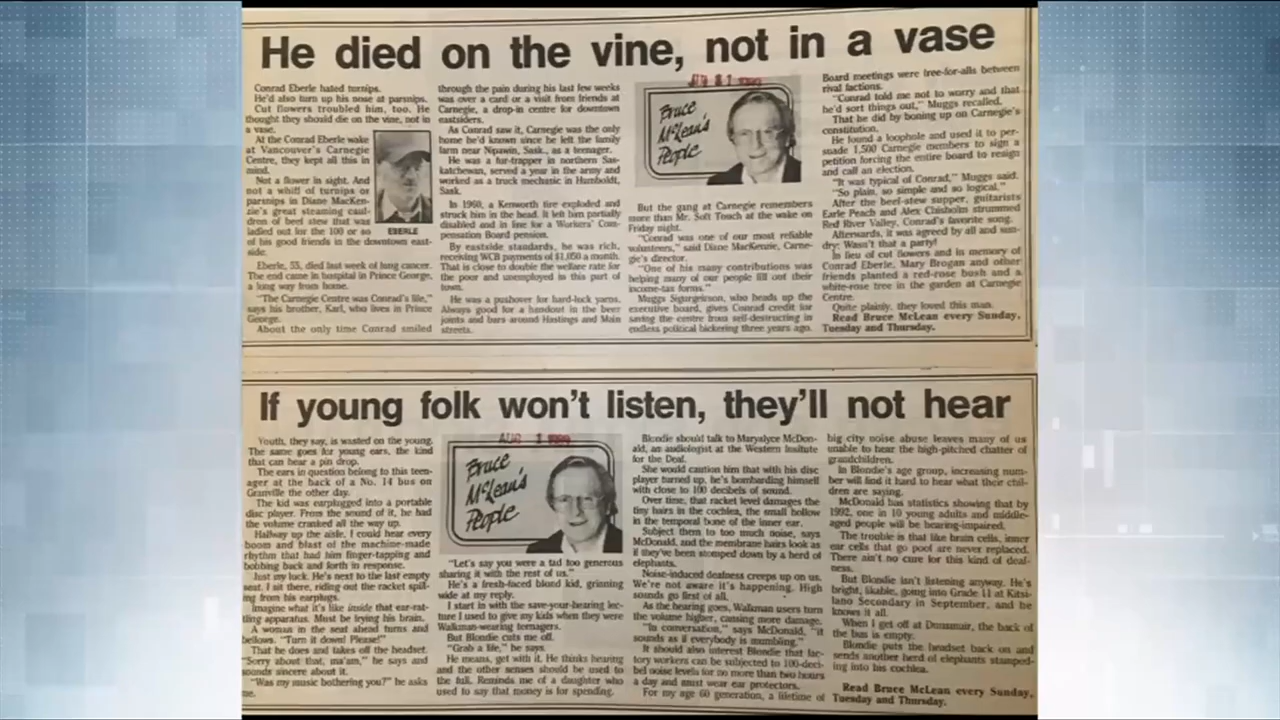 He died on the vine, not in a vase
Conrad Eberle hated turnips.
He'd also turn up his nose at parsnips.
Cut flowers troubled him, too. He
thought they should die on the vine, not in
a vase.
At the Conrad Eberle wake
at Vancouver's Carnegie
Centre, they kept all this in
mind.
Not a flower in sight. And
not a whiff of turnips or
parsnips in Diane MacKen-
zie's great steaming caul-
dron of beef stew that was
ladled out for the 100 or so
of his good friends in the downtown east-
side.
EBERLE
Eberle, 55, died last week of lung cancer.
The end came in hospital in Prince George,
a long way from home.
"The Carnegie Centre was Conrad's life,"
says his brother, Karl, who lives in Prince
George.
About the only time Conrad smiled
through the pain during his last few weeks
was over a card or a visit from friends at
Carnegie, a drop-in centre for downtown
eastsiders.
As Conrad saw it, Carnegie was the only
home he'd known since he left the family
farm near Nipawin, Sask., as a teenager.
He was a fur-trapper in northern Sas-
katchewan, served a year in the army and
worked as a truck mechanic in Humboldt,
Sask.
In 1960, a Kenworth tire exploded and
struck him in the head. It left him partially
disabled and in line for a Workers' Com-
pensation Board pension.
By eastside standards, he was rich,
receiving WCB payments of $1,050 a month.
That is close to double the welfare rate for
the poor and unemployed in this part of
town.
He was a pushover for hard-lock yarns.
Always good for a handout in the beer
joints and bars around Hastings and Main
streets.
Bruce
McLean's
People
But the gang at Carnegie remembers
more than Mr. Soft Touch at the wake on
Friday night.
"Conrad was one of our most reliable
volunteers," said Diane MacKenzie, Carne-
gie's director.
"One of his many contributions was
helping many of our people fill out their
income-tax forms."
Muggs Sigurgeirson, who heads up the
executive board, gives Conrad credit for
saving the centre from self-destructing in
endless political bickering three years ago.
Board meetings were free-for-alls between
rival factions.
"Conrad told me not to worry and that
he'd sort things out," Muggs recalled.
That he did by boning up on Carnegie's
constitution.
He found a loophole and used it to per-
suade 1,500 Carnegie members to sign a
petition forcing the entire board to resign
and call an election.
"It was typical of Conrad," Muggs said.
"So plain, so simple and so logical."
After the beef-stew supper, guitarists
Earle Peach and Alex Chisholm strummed
Red River Valley, Conrad's favorite song.
Afterwards, it was agreed by all and sun-
dry: Wasn't that a party!
In lieu of cut flowers and in memory of
Conrad Eberle, Mary Brogan and other
friends planted a red-rose bush and a
white-rose tree in the garden at Carnegie
Centre.
Quite plainly, they loved this man.
Read Bruce McLean every Sunday,
Tuesday and Thursday.
If young folk won't listen, they'll not hear
Youth, they say, is wasted on the young.
The same goes for young ears, the kind
that can hear a pin drop.
The ears in question belong to this teen-
ager at the back of a No. 14 bus on
Granville the other day.
The kid was earplugged into a portable
disc player. From the sound of it, he had
the volume cranked all the way up.
Halfway up the aisle, I could hear every
boom and blast of the machine-made
rhythm that had him finger-tapping and
bobbing back and forth in response.
Just my luck. He's next to the last empty
seat. I sit there, riding out the racket spill-
ing from his earplugs.
Imagine what it's like inside that ear-rat-
tling apparatus. Must be frying his brain.
A woman in the seat ahead turns and
bellows. "Turn it down! Please!"
That he does and takes off the headset.
"Sorry about that, ma'am," he says and
sounds sincere about it.
"Was my music bothering you?" he asks
me.
AUG 1 1989
Bruce
McLean's
People
"Let's say you were a tad too generous
sharing it with the rest of us."
He's a fresh-faced blond kid, grinning
wide at my reply.
I start in with the save-your-hearing lec-
ture I used to give my kids when they were
Walkman-wearing teenagers.
But Blondie cuts me off.
"Grab a life," he says.
He means, get with it. He thinks hearing
and the other senses should be used to
the full. Reminds me of a daughter who
used to say that money is for spending.
Blondie should talk to Maryalyce McDon-
ald, an audiologist at the Western Insitute
for the Deaf.
She would caution him that with his disc
player turned up, he's bombarding himself
with close to 100 decibels of sound.
Over time, that racket level damages the
tiny hairs in the cochlea, the small hollow
in the temporal bone of the inner ear.
Subject them to too much noise, says
McDonald, and the membrane hairs look as
if they've been stomped down by a herd of
elephants.
Noise-induced deafness creeps up on us.
We're not aware it's happening. High
sounds go first of all.
As the hearing goes, Walkman users turn
the volume higher, causing more damage.
"In conversation," says McDonald, "it
sounds as if everybody is mumbling."
It should also interest Blondie that fac-
tory workers can be subjected to 100-deci-
bel noise levels for no more than two hours
a day and must wear ear protectors.
For my age 60 generation, a lifetime of
big city noise abuse leaves many of us
unable to hear the high-pitched chatter of
grandchildren.
In Blondie's age group, increasing num-
ber will find it hard to hear what their chil-
dren are saying.
McDonald has statistics showing that by
1992, one in 10 young adults and middle-
aged people will be hearing-impaired.
The trouble is that like brain cells, inner
ear cells that go poof are never replaced.
There ain't no cure for this kind of deaf-
ness.
But Blondie isn't listening anyway. He's
bright, likable, going into Grade 11 at Kitsi-
lano Secondary in September, and he
knows it all.
When I get off at Dunsmuir, the back of
the bus is empty.
Blondie puts the headset back on and
sends another herd of elephants stamped-
ing into his cochlea.
Read Bruce McLean every Sunday,
Tuesday and Thursday.